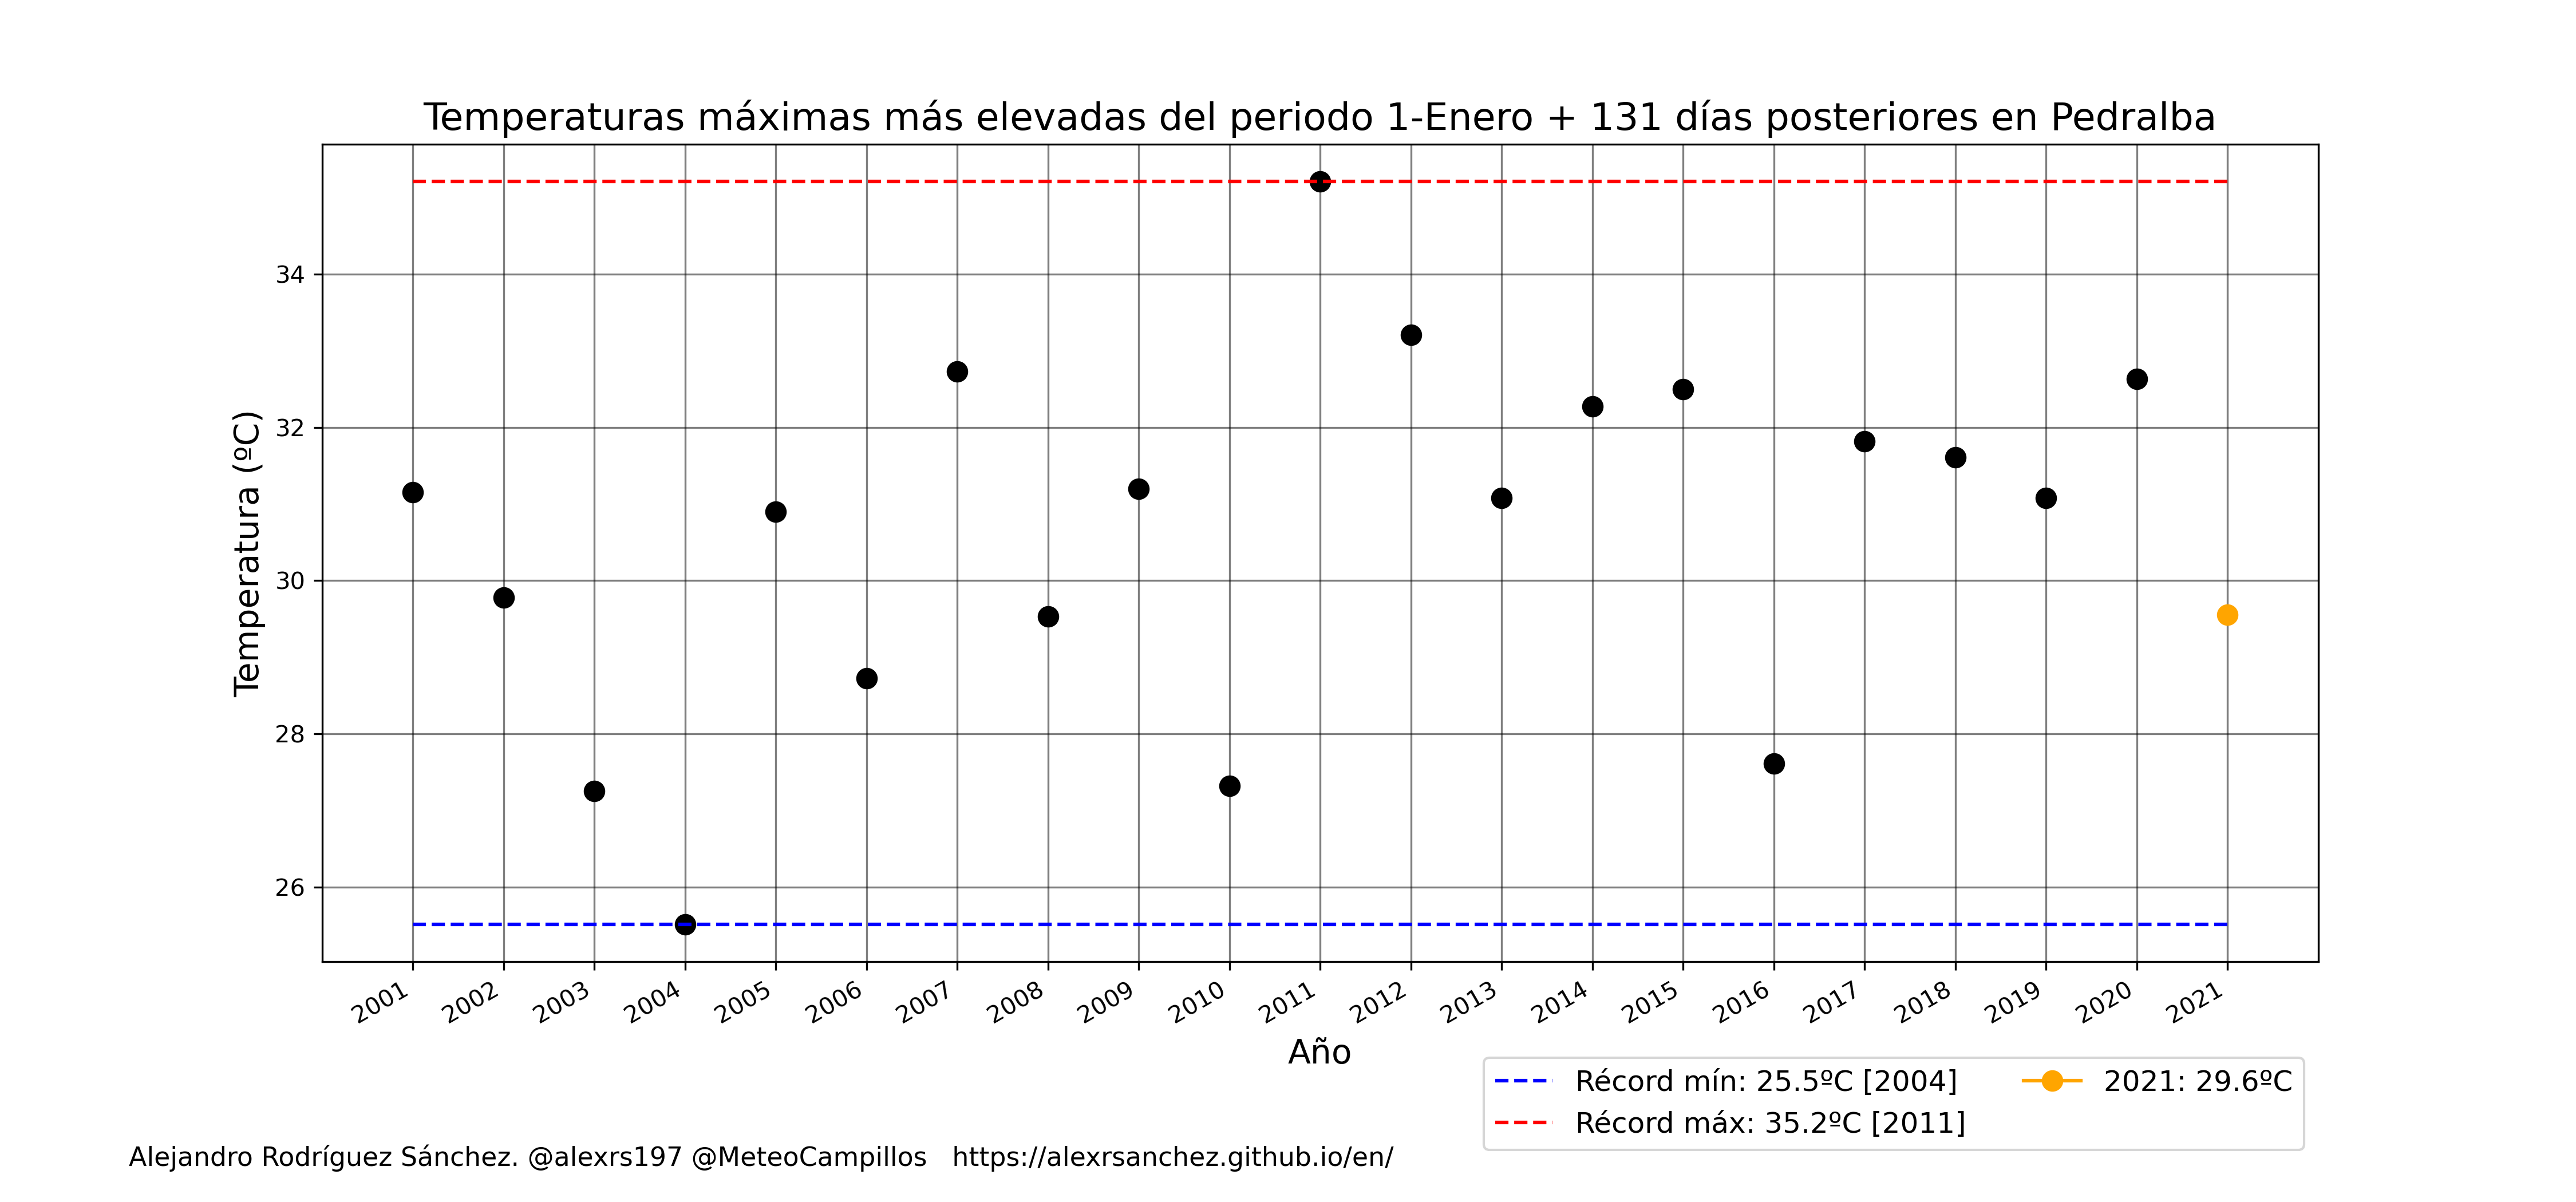 Temperaturas máximas más elevadas del periodo 1-Enero + 131 días posteriores en Pedralba
Temperatura (ºC)
34
32
30
28
26
2001 2002 2003 2004 2005 2006 2007 2008 2009 2010 2011 2012 2013 2014 2015 2016 2017 2018 2019 2020 2021
Año
Récord mín: 25.5ºC [2004]
Récord máx: 35.2ºC [2011]
2021: 29.6ºC
Alejandro Rodríguez Sánchez. @alexrs197 @MeteoCampillos https://alexrsanchez.github.io/en/